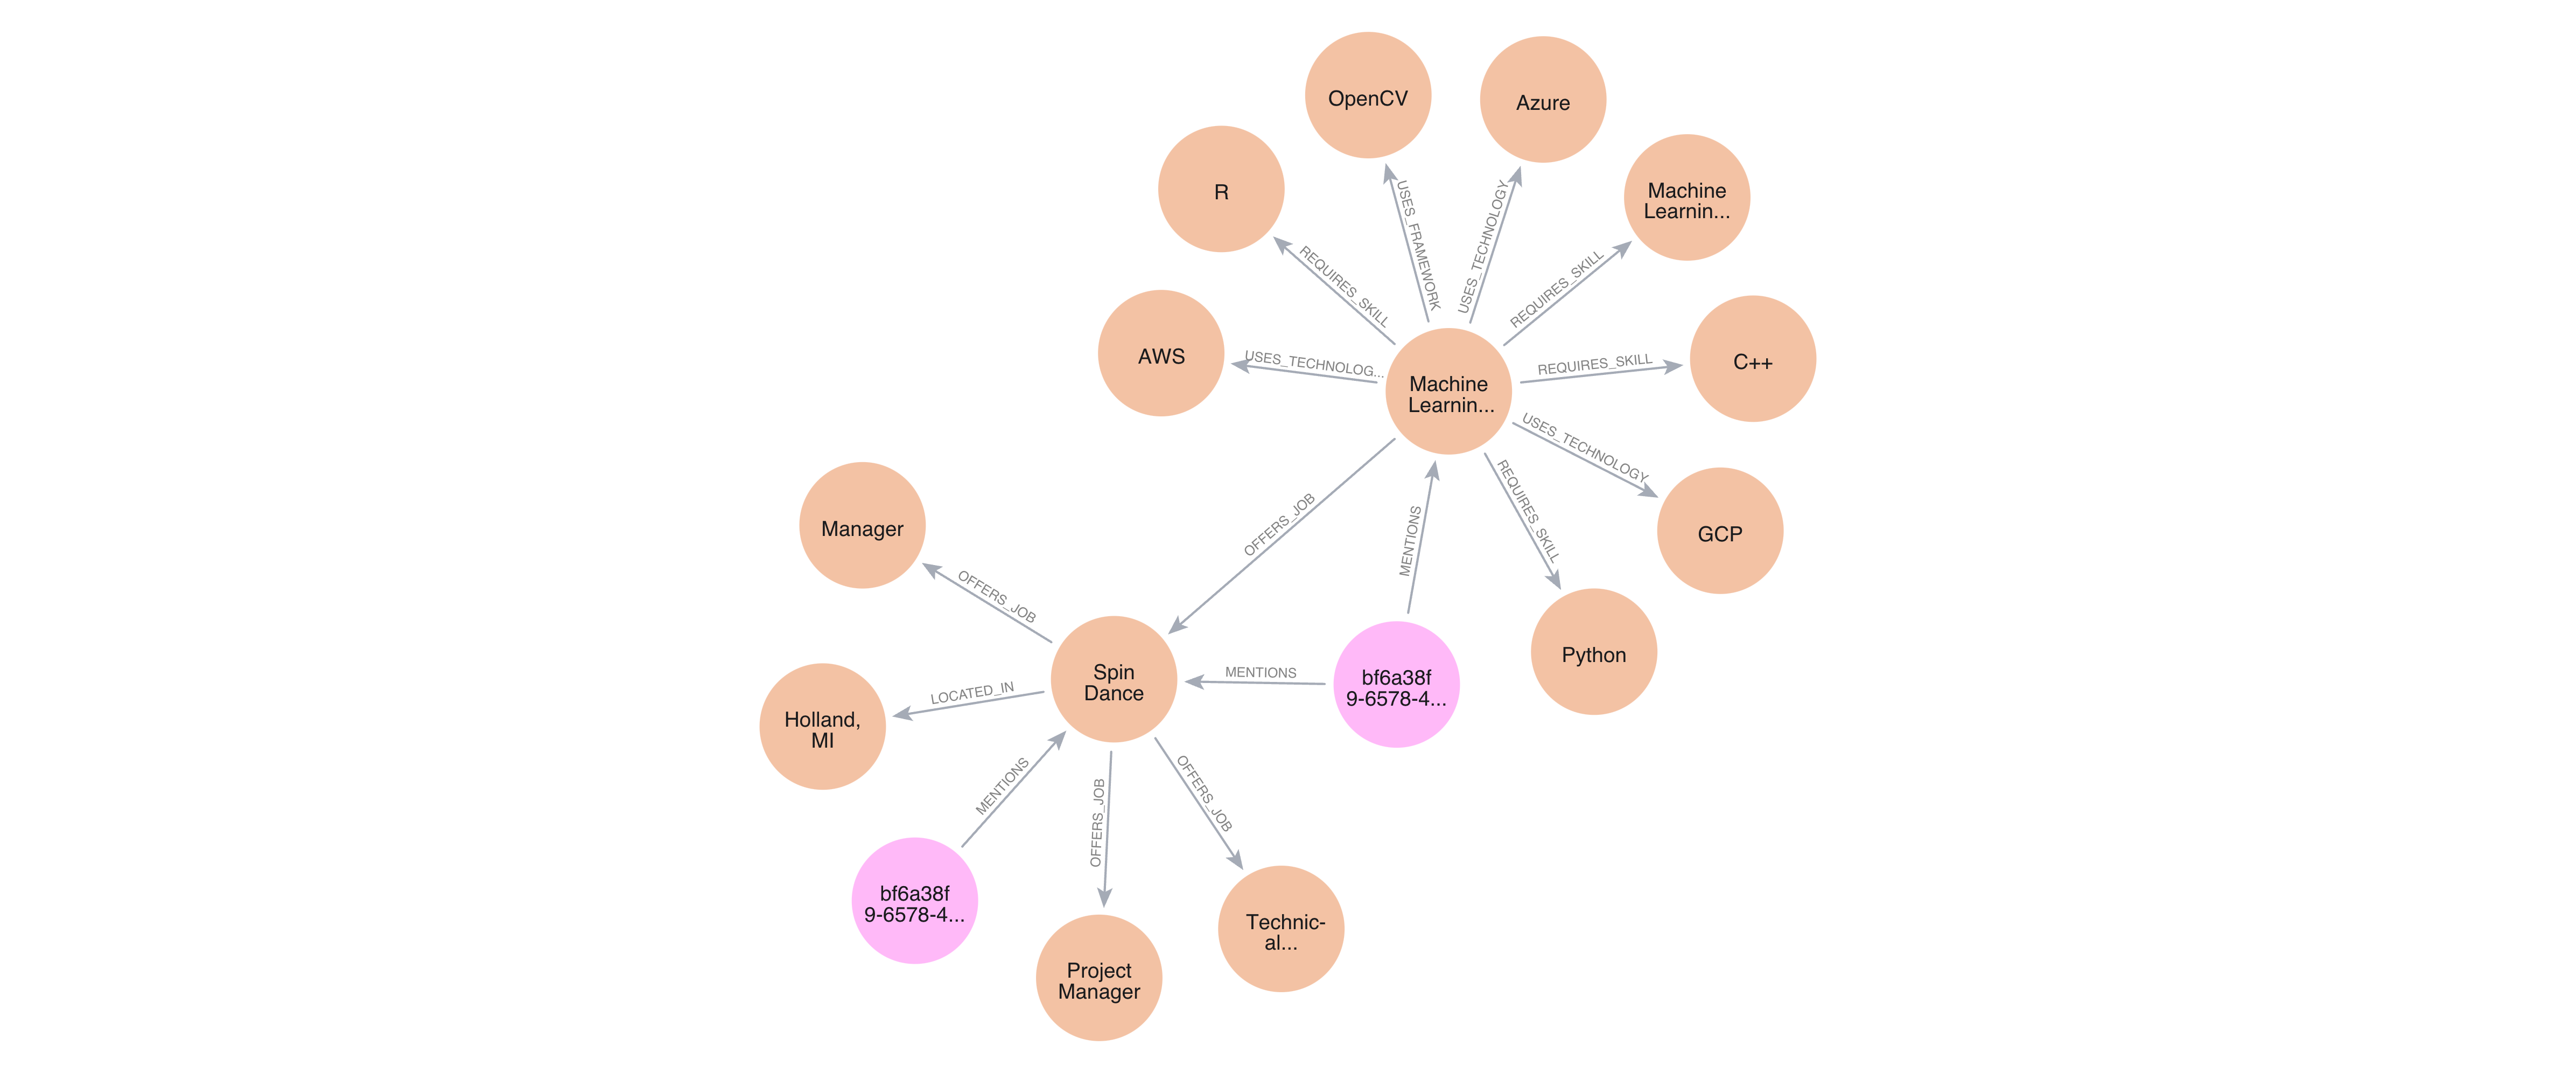 OpenCV
Azure
R
Machine
Learnin...
USES_FRAMEWORK
USES_TECHNOLOGY
REQUIRES_SKILL
REQUIRES_SKILL
AWS
USES_TECHNOLOG...
Machine
Learnin...
REQUIRES_SKILL
C++
USES_TECHNOLOGY
REQUIRES_SKILL
GCP
OFFERS_JOB
MENTIONS
Manager
OFFERS_JOB
Python
Spin
Dance
MENTIONS
bf6a38f
9-6578-4...
LOCATED_IN
Holland,
MI
MENTIONS
OFFERS_JOB
OFFERS_JOB
bf6a38f
9-6578-4...
Technic-
al...
Project
Manager